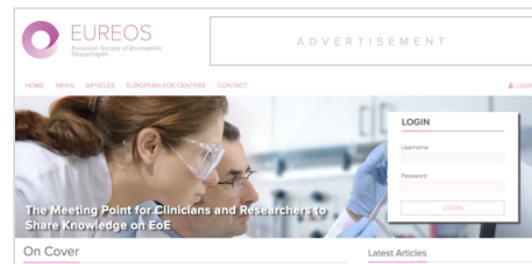 EUREOS
European Society of Eosinophilic
Oesophagitis
ADVERTISEMENT
HOME NEWS ARTICLES EUROPEAN EOE CENTERS CONTACT
LOGIN
LOGIN
Username
Password
LOGIN
The Meeting Point for Clinicians and Researchers to
Share Knowledge on EoE
On Cover
Latest Articles